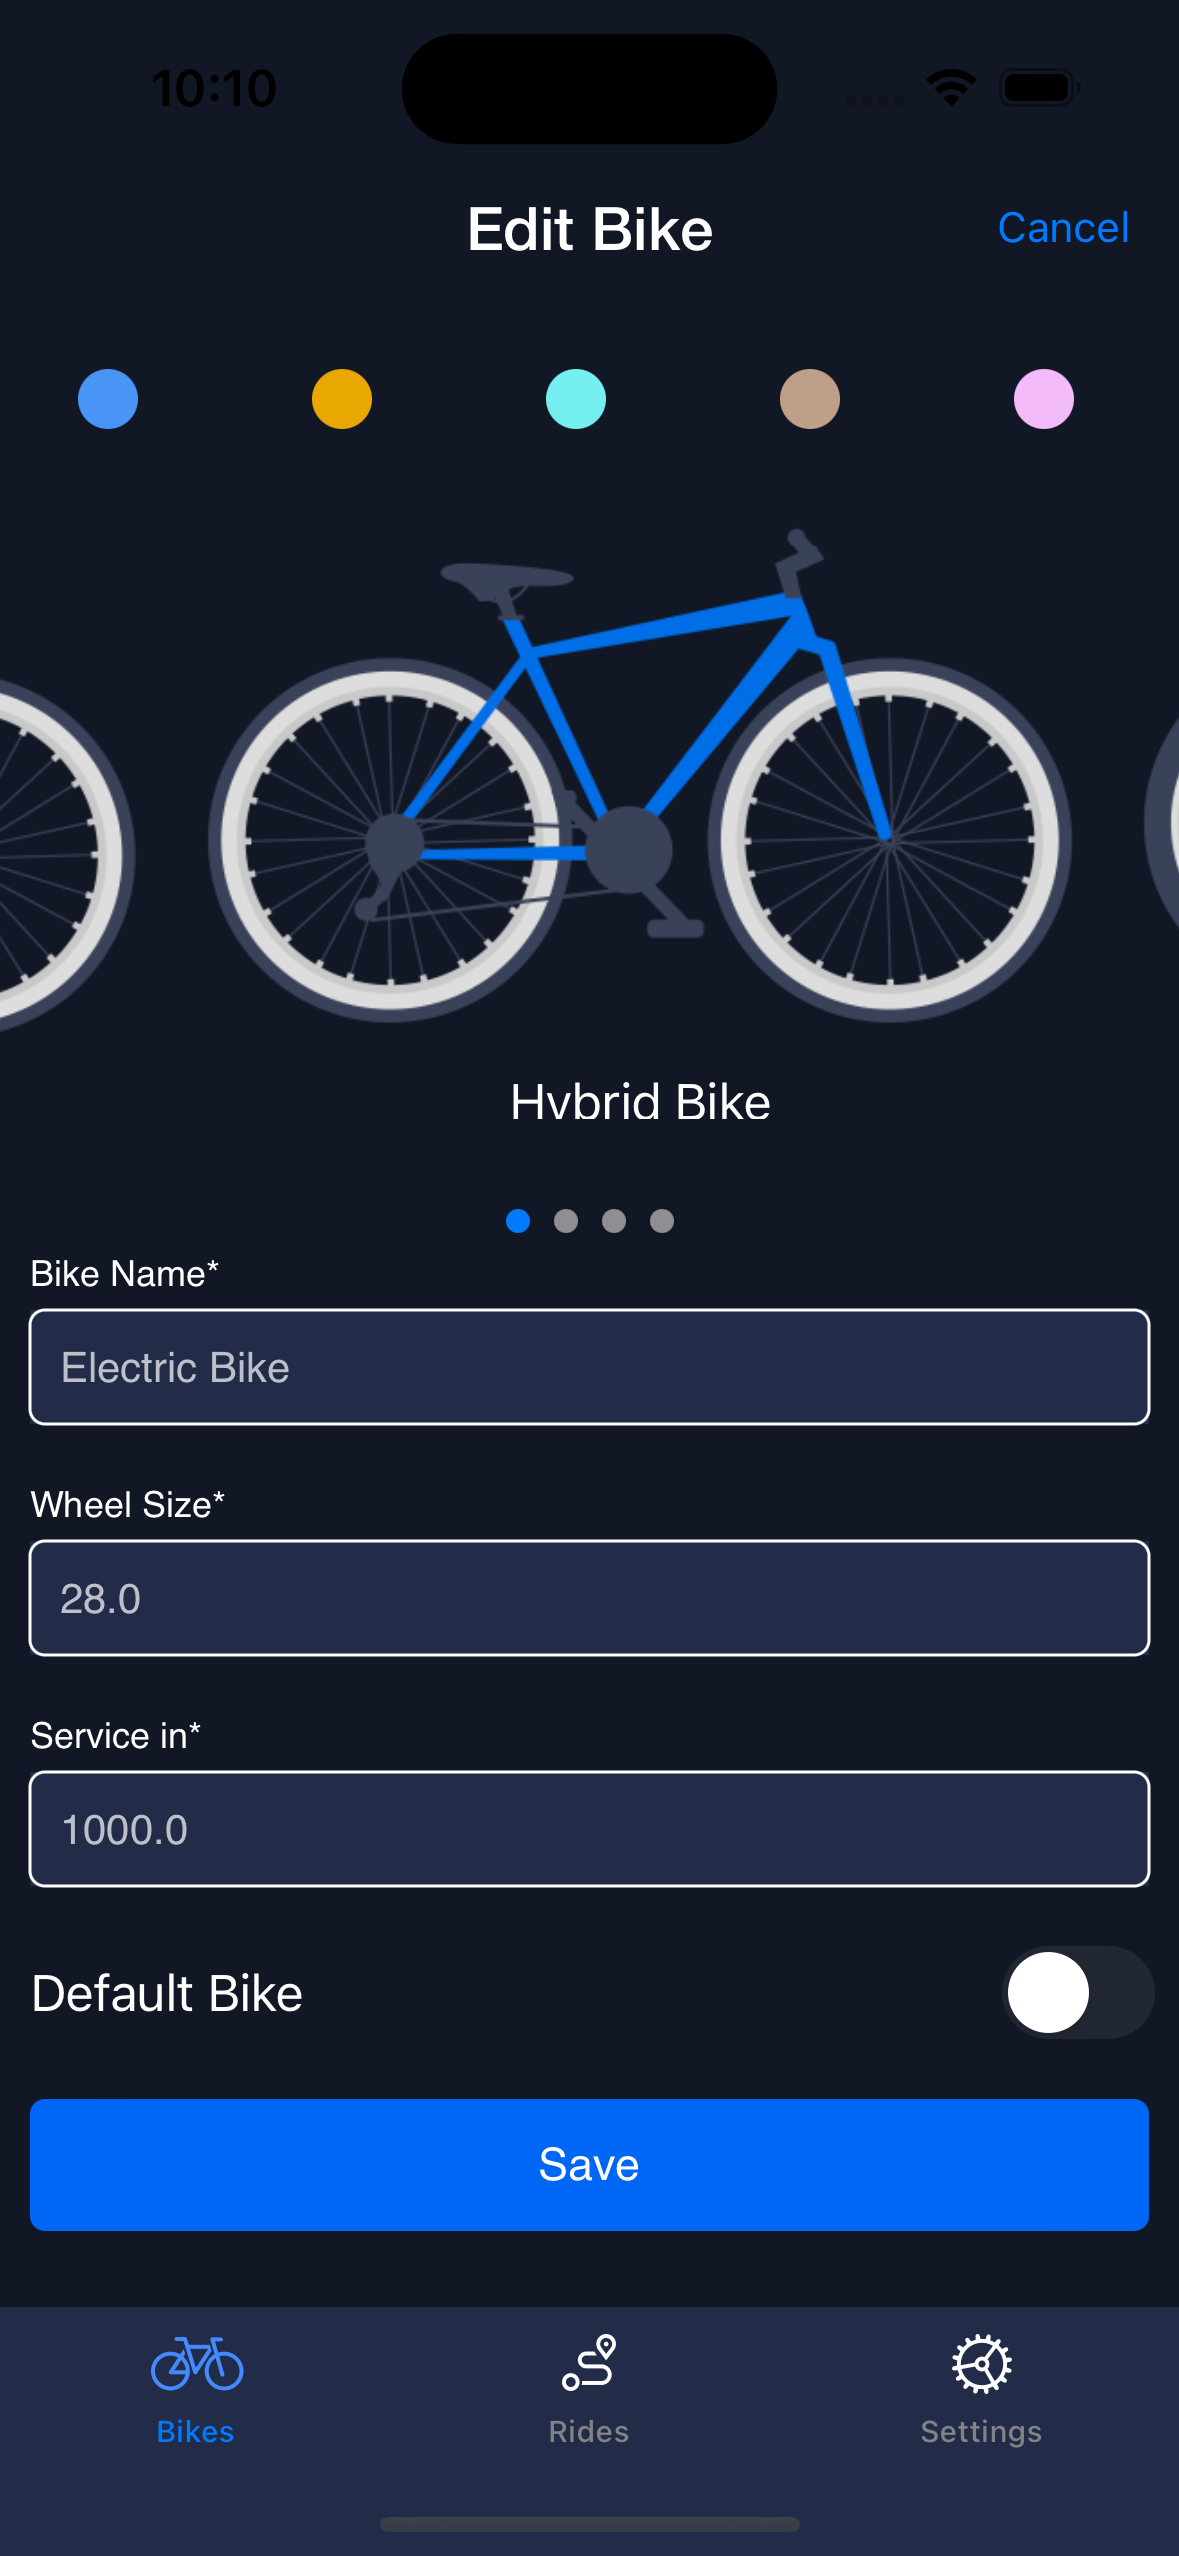 10:10
Edit Bike
Cancel
Hybrid Bike
Bike Name*
Electric Bike
Wheel Size*
28.0
Service in*
1000.0
Default Bike
Save
Bikes
Rides
Settings